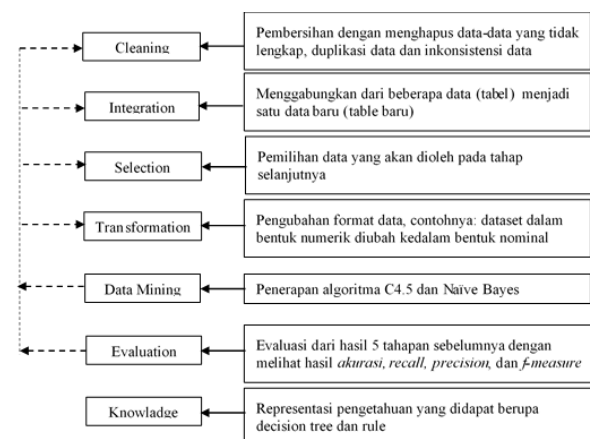 Cleaning
Pembersihan dengan menghapus data-data yang tidak
lengkap, duplikasi data dan inkonsistensi data
Integration
Menggabungkan dari beberapa data (tabel) menjadi
satu data baru (table baru)
Selection
Pemilihan data yang akan dioleh pada tahap
selanjutnya
Transformation
Pengubahan format data, contohnya: dataset dalam
bentuk numerik diubah kedalam bentuk nominal
Data Mining
Penerapan algoritma C4.5 dan Naïve Bayes
Evaluation
Evaluasi dari hasil 5 tahapan sebelumnya dengan
melihat hasil akurasi, recall, precision, dan f-measure
Knowladge
Representasi pengetahuan yang didapat berupa
decision tree dan rule